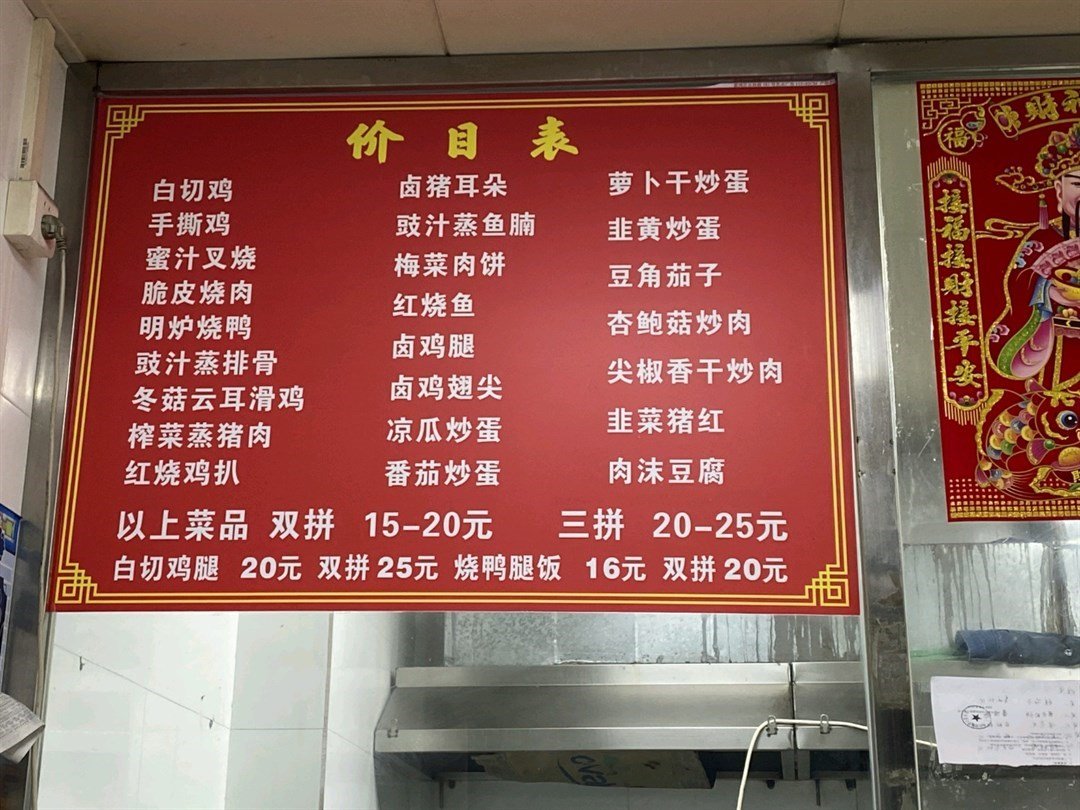 价目表
白切鸡
手撕鸡
蜜汁叉烧
脆皮烧肉
明炉烧鸭
豉汁蒸排骨
冬菇云耳滑鸡
榨菜蒸猪肉
红烧鸡扒
卤猪耳朵
豉汁蒸鱼腩
梅菜肉饼
红烧鱼
卤鸡腿
卤鸡翅尖
凉瓜炒蛋
番茄炒蛋
萝卜干炒蛋
韭黄炒蛋
豆角茄子
杏鲍菇炒肉
尖椒香干炒肉
韭菜猪红
肉沫豆腐
以上菜品 双拼 15-20元 三拼 20-25元
白切鸡腿 20元 双拼25元 烧鸭腿饭 16元 双拼20元
福
接福接财接平安